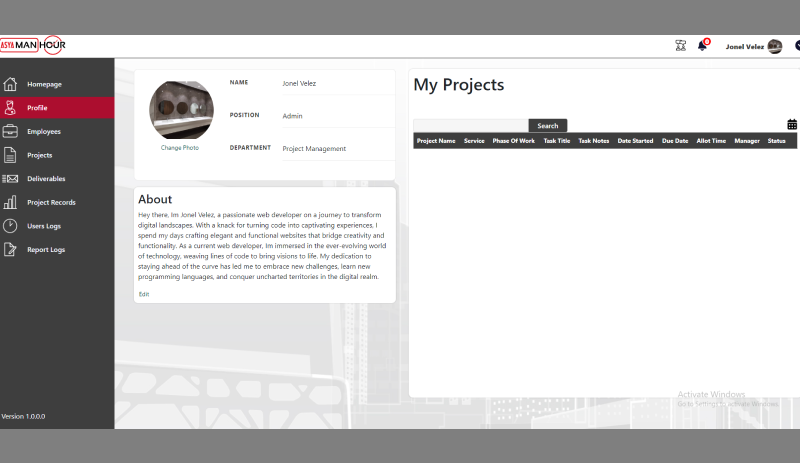 ASYA MAN HOUR
8
Jonel Velez
Homepage
Profile
Employees
Projects
Deliverables
Project Records
Users Logs
Report Logs
Version 1.0.0.0
Change Photo
NAME Jonel Velez
POSITION Admin
DEPARTMENT Project Management
About
Hey there, Im Jonel Velez, a passionate web developer on a journey to transform
digital landscapes. With a knack for turning code into captivating experiences, I
spend my days crafting elegant and functional websites that bridge creativity and
functionality. As a current web developer, Im immersed in the ever-evolving world
of technology, weaving lines of code to bring visions to life. My dedication to
staying ahead of the curve has led me to embrace new challenges, learn new
programming languages, and conquer uncharted territories in the digital realm.
Edit
My Projects
Search
Project Name Service Phase Of Work Task Title Task Notes Date Started Due Date Allot Time Manager Status
Activate Windows
Go to Settings to activate Windows.